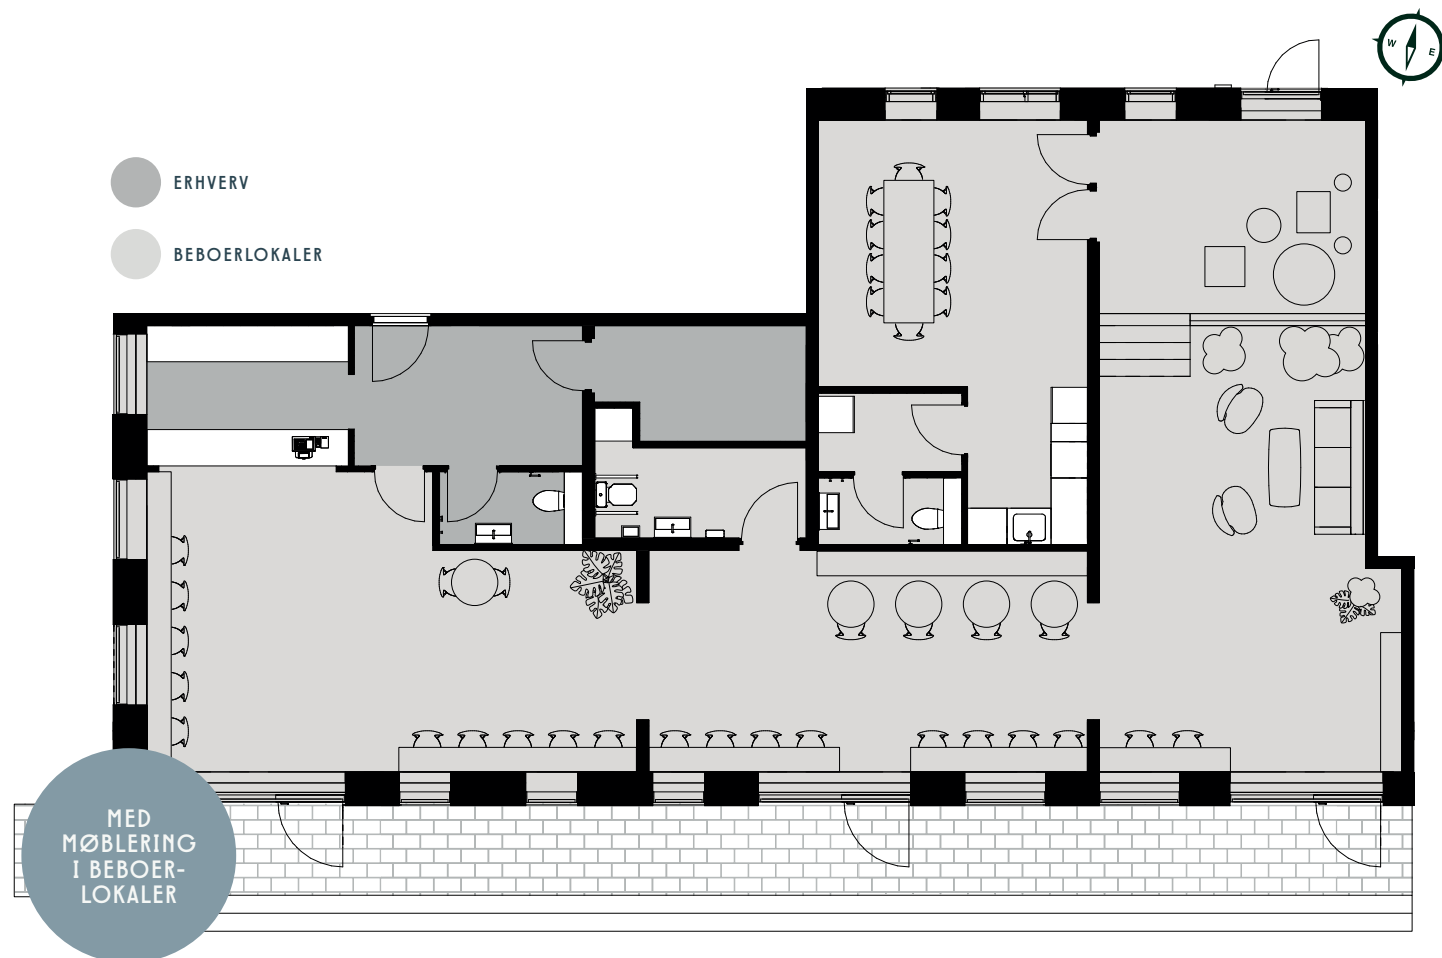 W
E
ERHVERV
BEBOERLOKALER
MED
MØBLERING
I BEBOER-
LOKALER